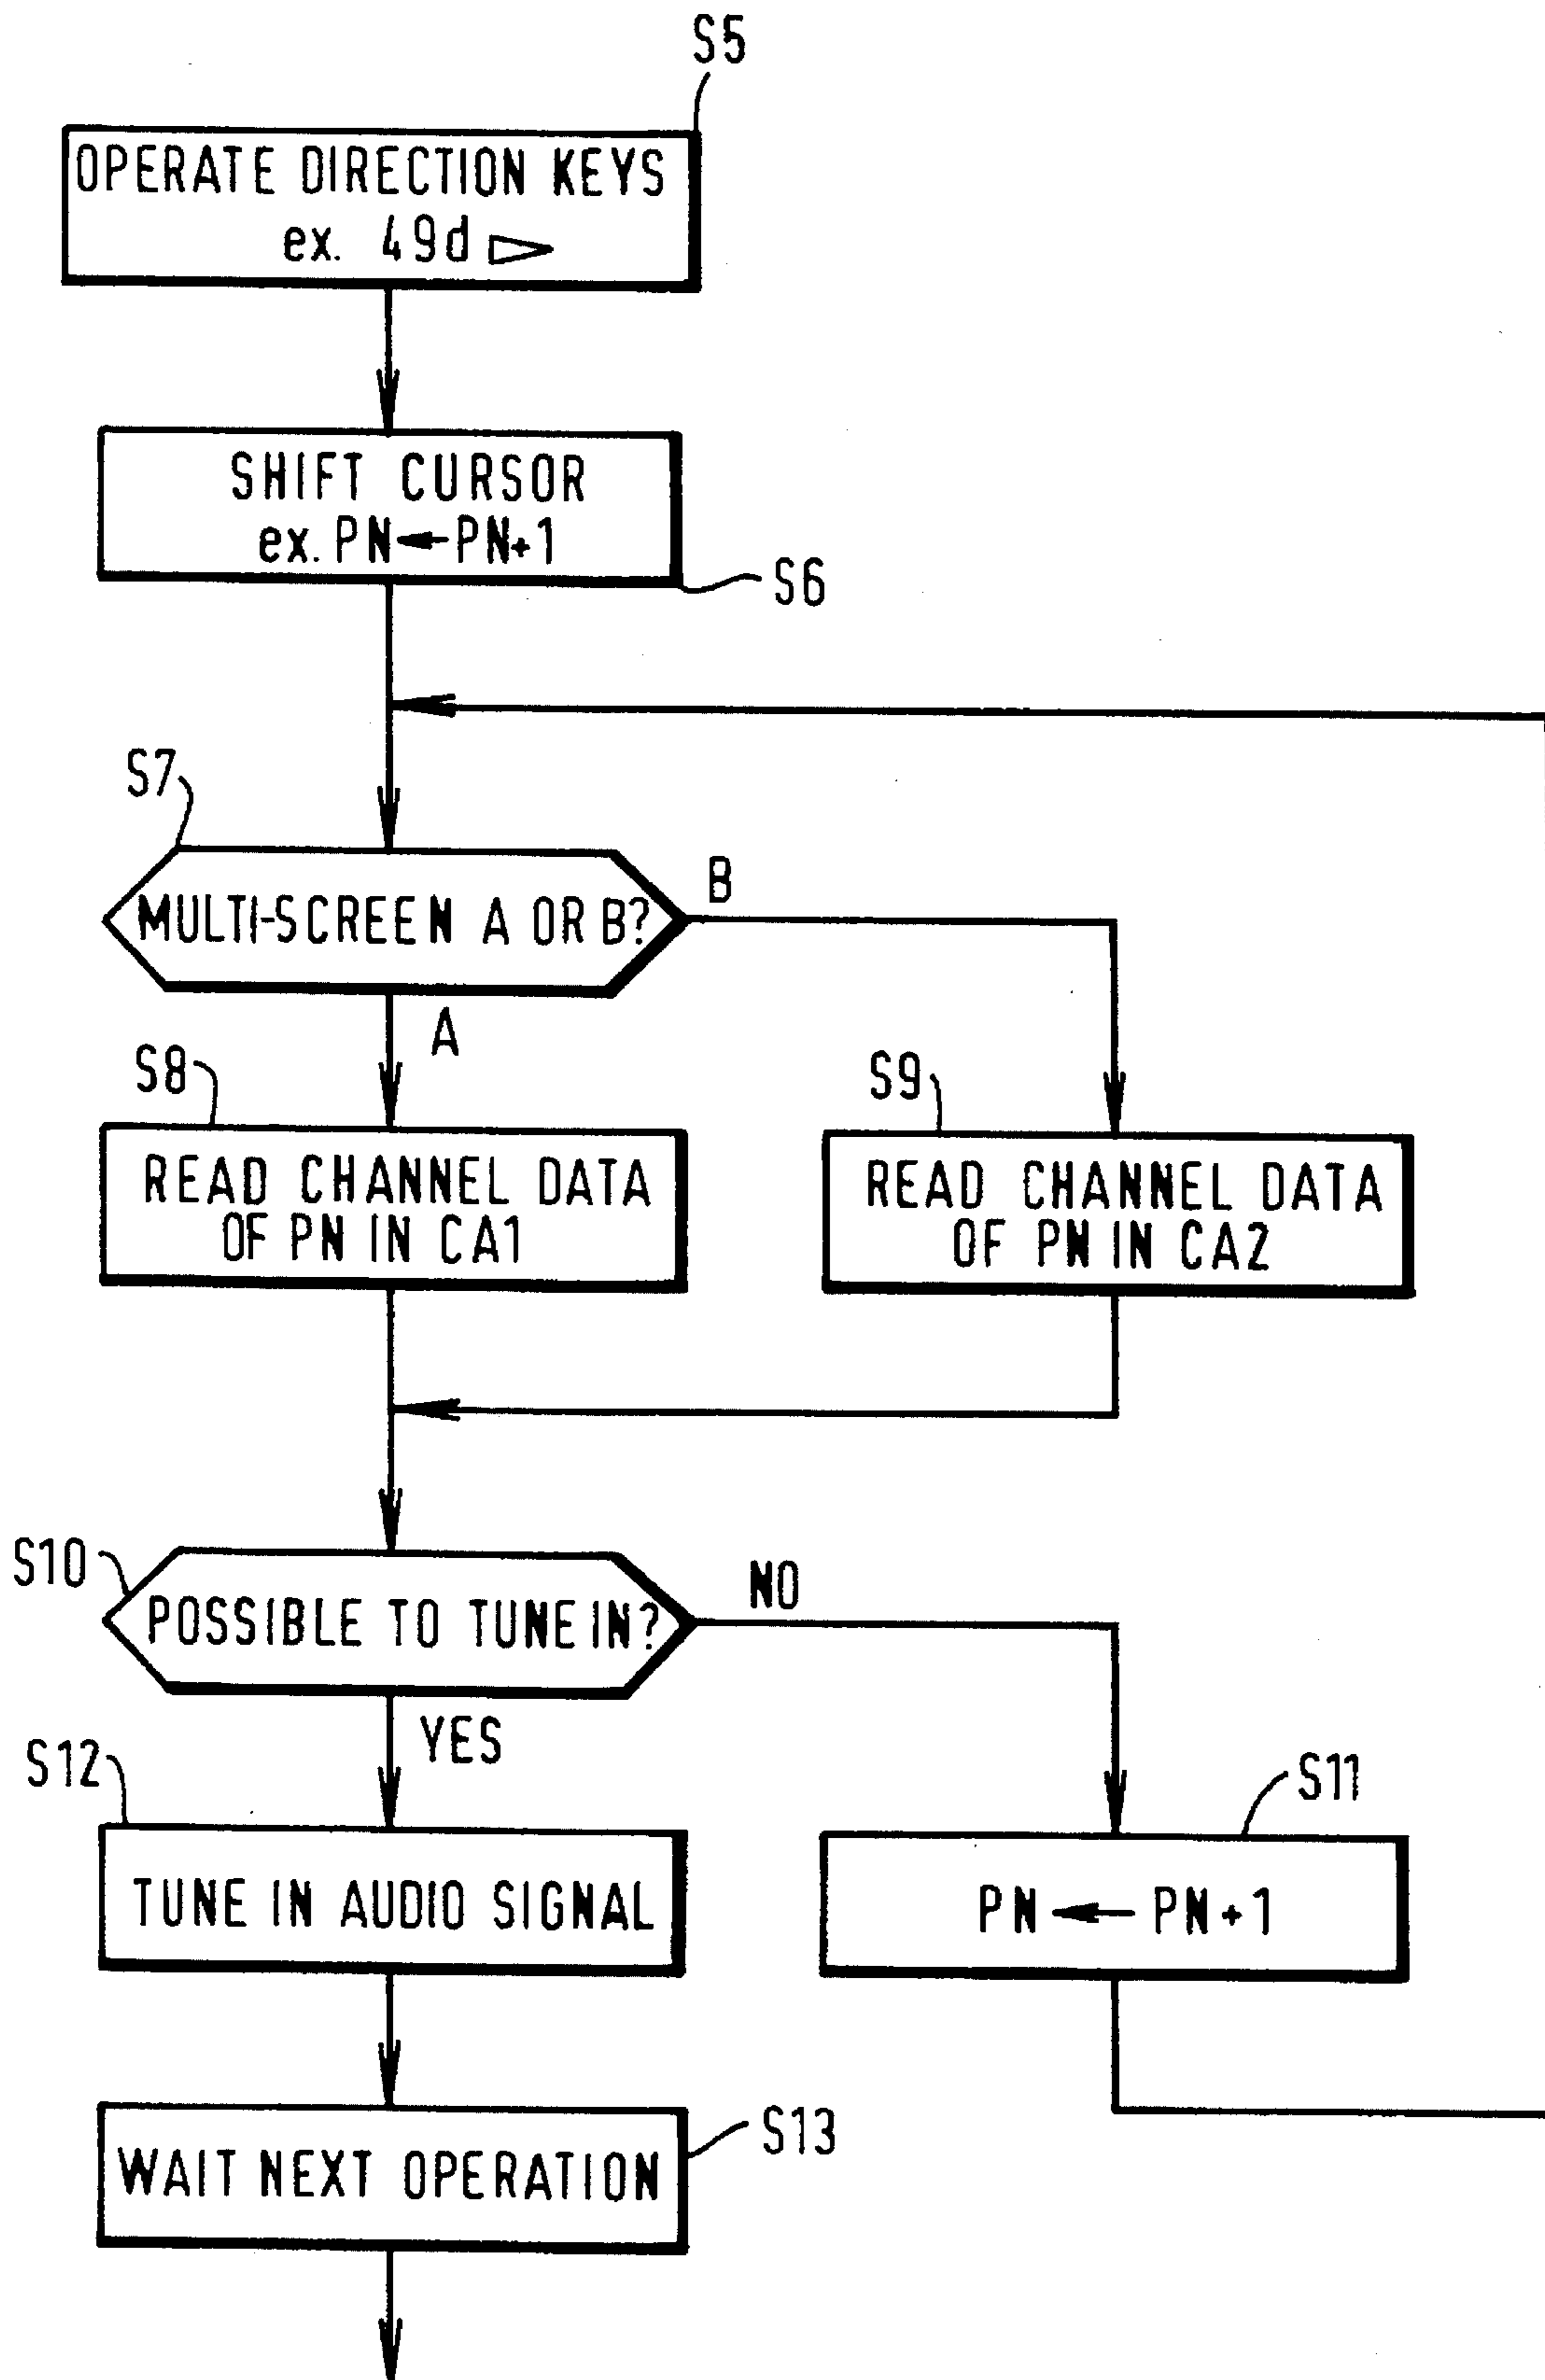 S5
OPERATE DIRECTION KEYS
ex. 49d ▷
SHIFT CURSOR
ex. PN←PN+1
S6
S7
MULTI-SCREEN A OR B?
B
A
S8
READ CHANNEL DATA
OF PN IN CA1
S9
READ CHANNEL DATA
OF PN IN CA2
S10
POSSIBLE TO TUNE IN?
NO
YES
S12
TUNE IN AUDIO SIGNAL
S11
PN ← PN+1
S13
WAIT NEXT OPERATION